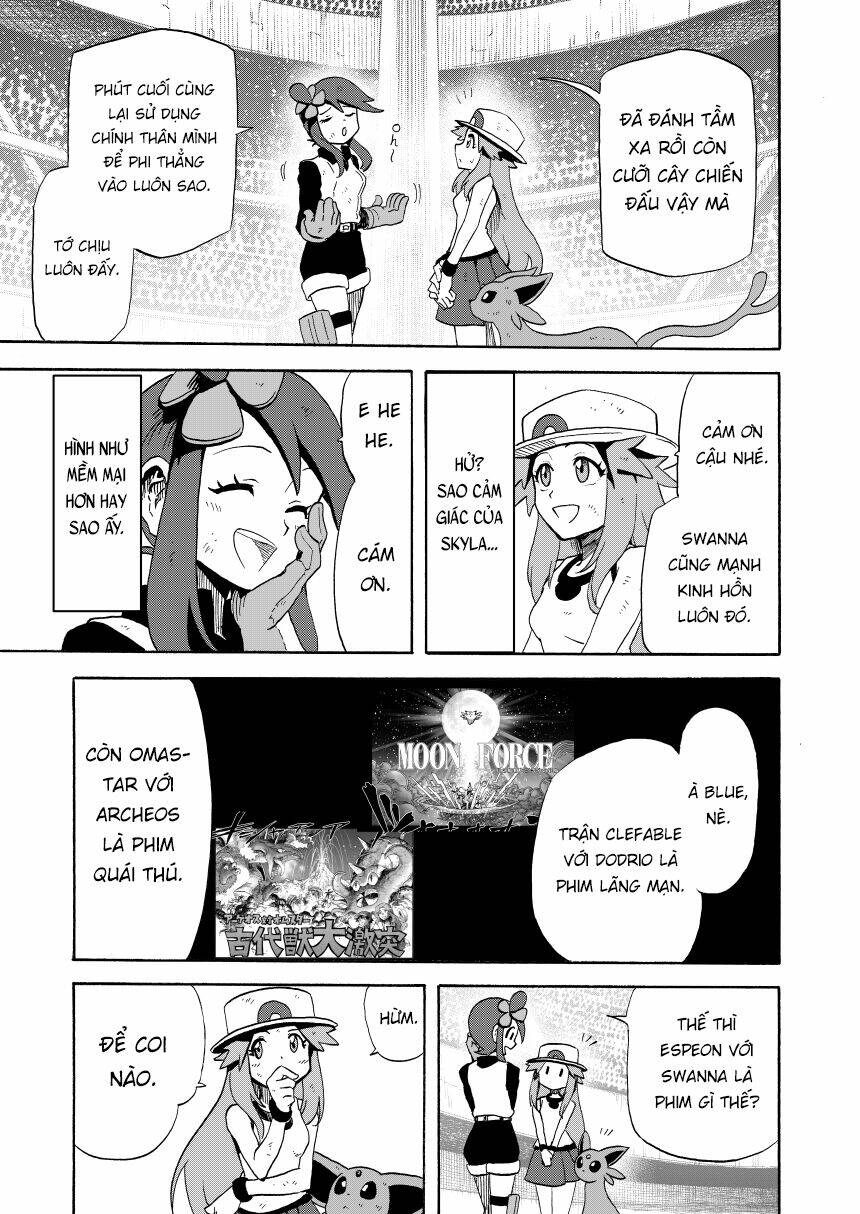 ĐÃ ĐÁNH TẦM
XA RỒI CÒN
CƯỠI CÂY CHIẾN
ĐẤU VẬY MÀ
PHÚT CUỐI CÙNG
LẠI SỬ DỤNG
CHÍNH THÂN MÌNH
ĐỂ PHI THẲNG
VÀO LUÔN SAO.
TỚ CHỊU
LUÔN ĐẤY.
CẢM ƠN
CẬU NHÉ.
SWANNA
CŨNG MẠNH
KINH HỒN
LUÔN ĐÓ.
HỬ?
SAO CẢM
GIÁC CỦA
SKYLA...
E HE
HE.
CÁM
ƠN.
HÌNH NHƯ
MỀM MẠI
HƠN HAY
SAO ẤY.
À BLUE,
NÈ.
TRẬN CLEFABLE
VỚI DODRIO LÀ
PHIM LÃNG MẠN.
MOON FORCE
CÒN OMAS-
TAR VỚI
ARCHEOS
LÀ PHIM
QUÁI THÚ.
古代獣大激突
THẾ THÌ
ESPEON VỚI
SWANNA LÀ
PHIM GÌ THẾ?
HỪM.
ĐỂ COI
NÀO.